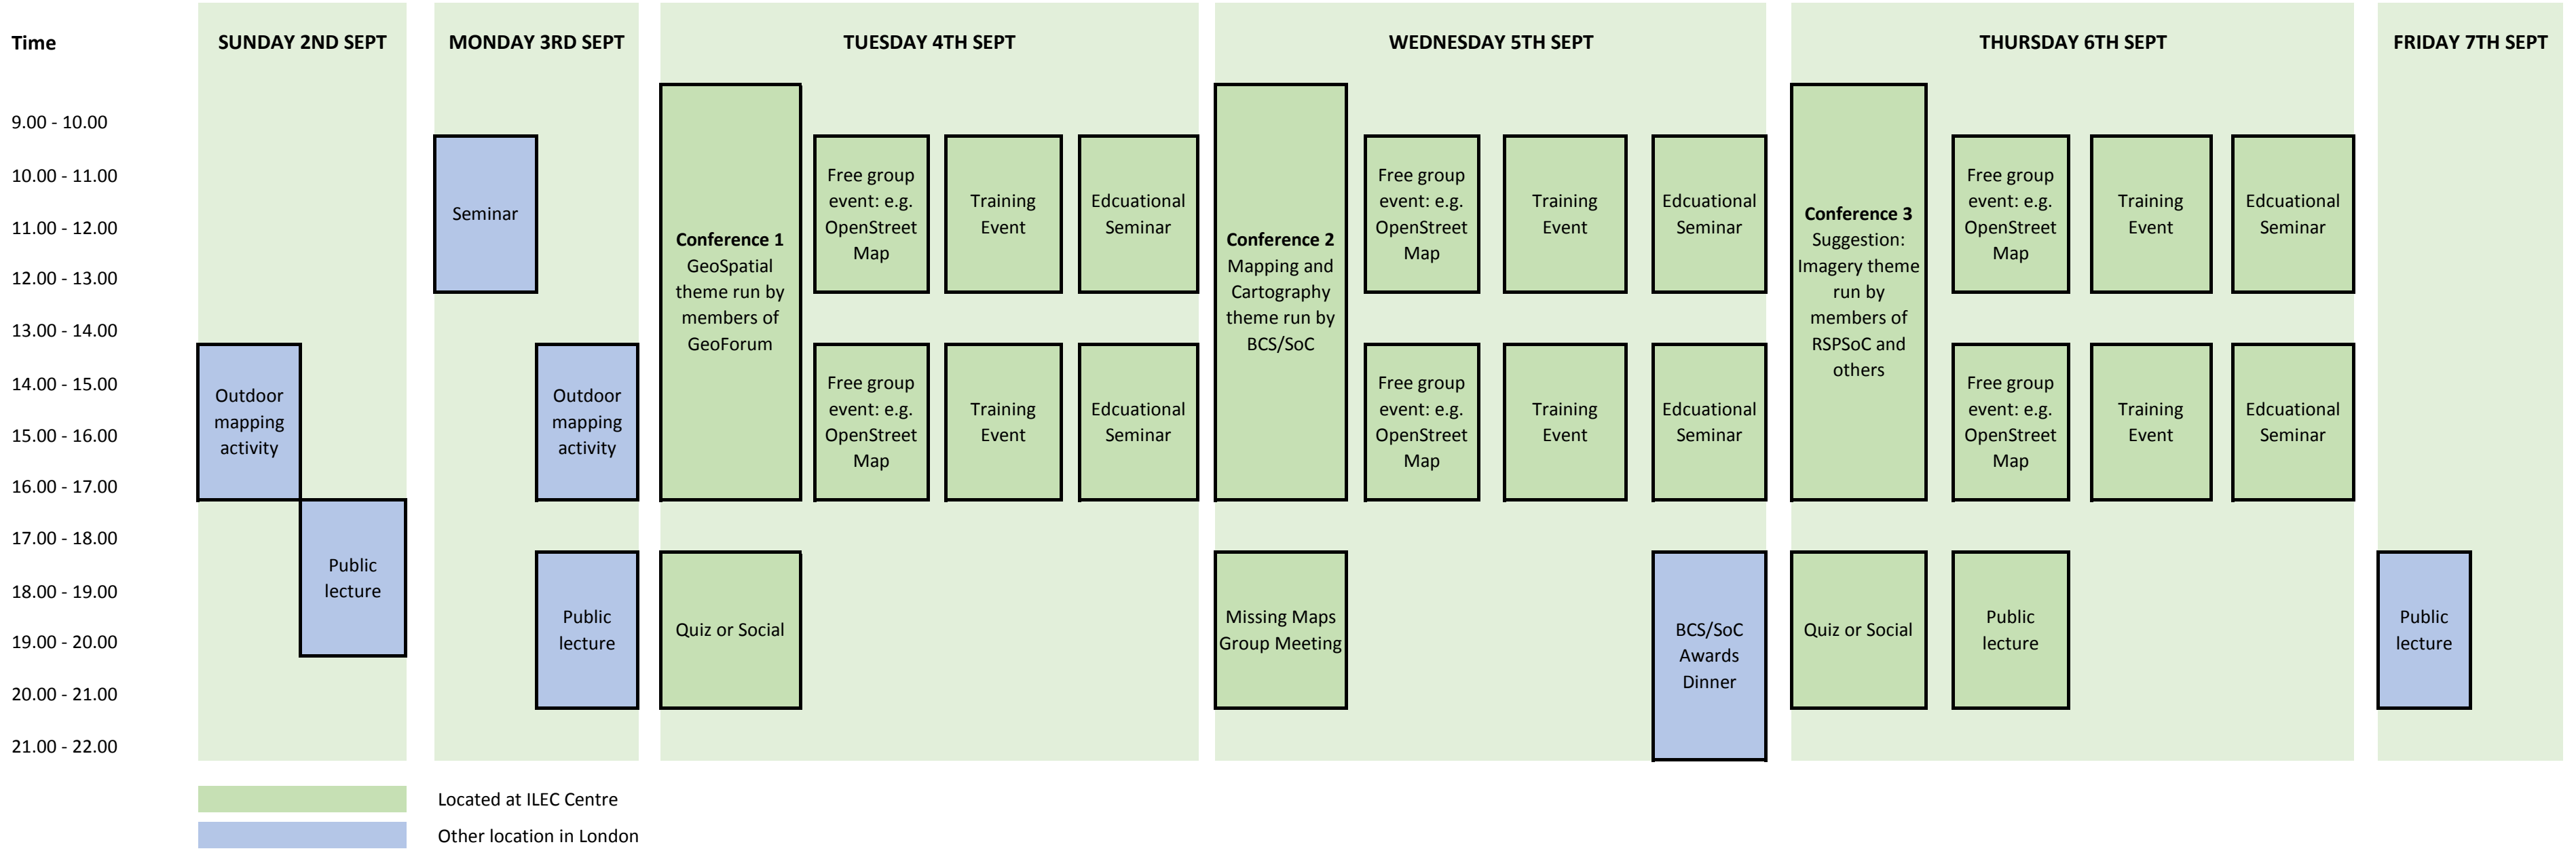 Time
SUNDAY 2ND SEPT
MONDAY 3RD SEPT
TUESDAY 4TH SEPT
WEDNESDAY 5TH SEPT
THURSDAY 6TH SEPT
FRIDAY 7TH SEPT
9.00 - 10.00
10.00 - 11.00
11.00 - 12.00
12.00 - 13.00
13.00 - 14.00
14.00 - 15.00
15.00 - 16.00
16.00 - 17.00
17.00 - 18.00
18.00 - 19.00
19.00 - 20.00
20.00 - 21.00
21.00 - 22.00
Outdoor
mapping
activity
Public
lecture
Seminar
Outdoor
mapping
activity
Public
lecture
Conference 1
GeoSpatial
theme run by
members of
GeoForum
Free group
event: e.g.
OpenStreet
Map
Training
Event
Edcuational
Seminar
Free group
event: e.g.
OpenStreet
Map
Training
Event
Edcuational
Seminar
Quiz or Social
Conference 2
Mapping and
Cartography
theme run by
BCS/SoC
Free group
event: e.g.
OpenStreet
Map
Training
Event
Edcuational
Seminar
Free group
event: e.g.
OpenStreet
Map
Training
Event
Edcuational
Seminar
Missing Maps
Group Meeting
BCS/SoC
Awards
Dinner
Conference 3
Suggestion:
Imagery theme
run by
members of
RSPSoC and
others
Free group
event: e.g.
OpenStreet
Map
Training
Event
Edcuational
Seminar
Free group
event: e.g.
OpenStreet
Map
Training
Event
Edcuational
Seminar
Quiz or Social
Public
lecture
Public
lecture
Located at ILEC Centre
Other location in London